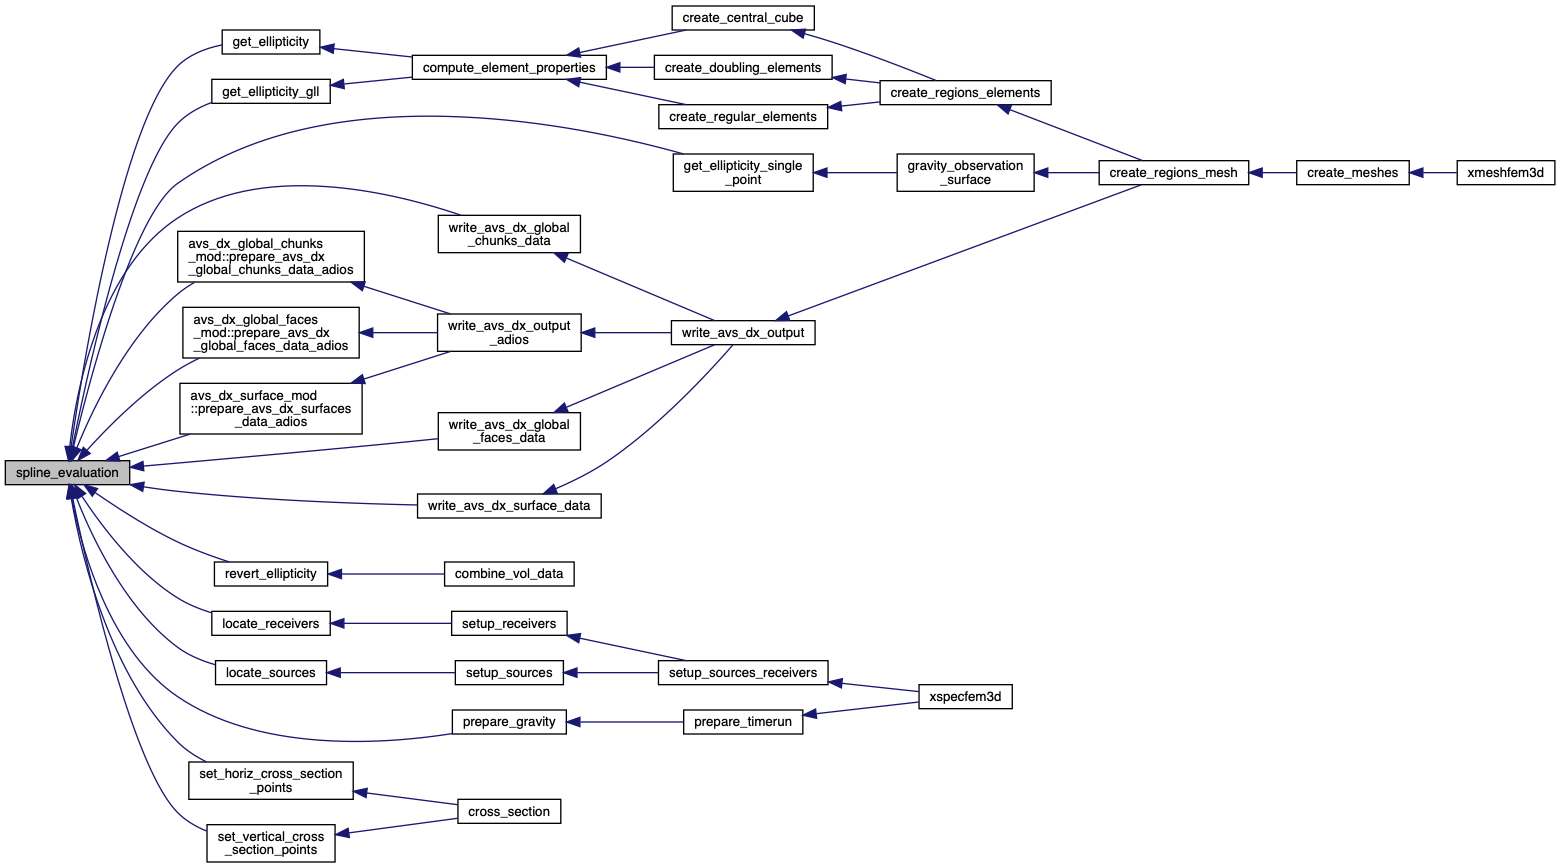 create_central_cube
get_ellipticity
compute_element_properties
create_doubling_elements
get_ellipticity_gll
create_regions_elements
create_regular_elements
get_ellipticity_single
_point
gravity_observation
_surface
create_regions_mesh
create_meshes
xmeshfem3d
write_avs_dx_global
_chunks_data
avs_dx_global_chunks
_mod::prepare_avs_dx
_global_chunks_data_adios
avs_dx_global_faces
_mod::prepare_avs_dx
_global_faces_data_adios
write_avs_dx_output
_adios
write_avs_dx_output
avs_dx_surface_mod
::prepare_avs_dx_surfaces
_data_adios
write_avs_dx_global
_faces_data
spline_evaluation
write_avs_dx_surface_data
revert_ellipticity
combine_vol_data
locate_receivers
setup_receivers
locate_sources
setup_sources
setup_sources_receivers
xspecfem3d
prepare_gravity
prepare_timerun
set_horiz_cross_section
_points
cross_section
set_vertical_cross
_section_points